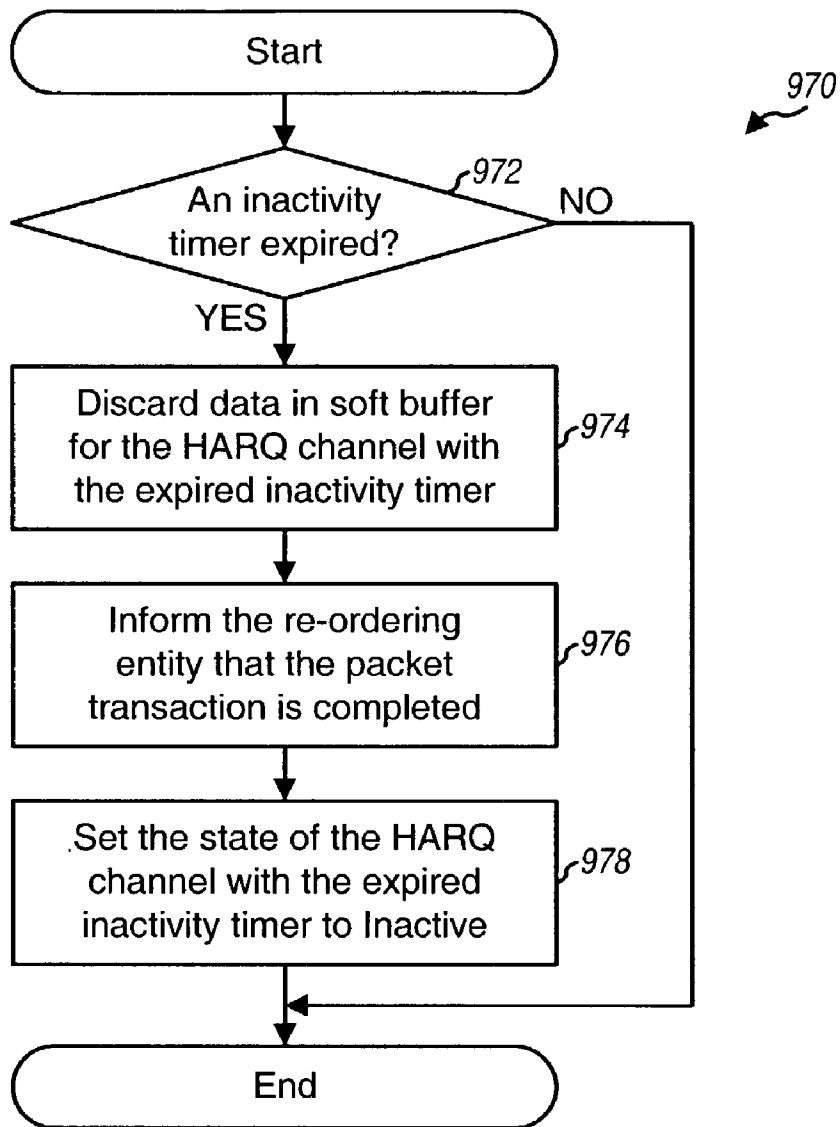 Start
970
972
An inactivity
timer expired?
NO
YES
Discard data in soft buffer
for the HARQ channel with
the expired inactivity timer
974
Inform the re-ordering
entity that the packet
transaction is completed
976
Set the state of the HARQ
channel with the expired
inactivity timer to Inactive
978
End